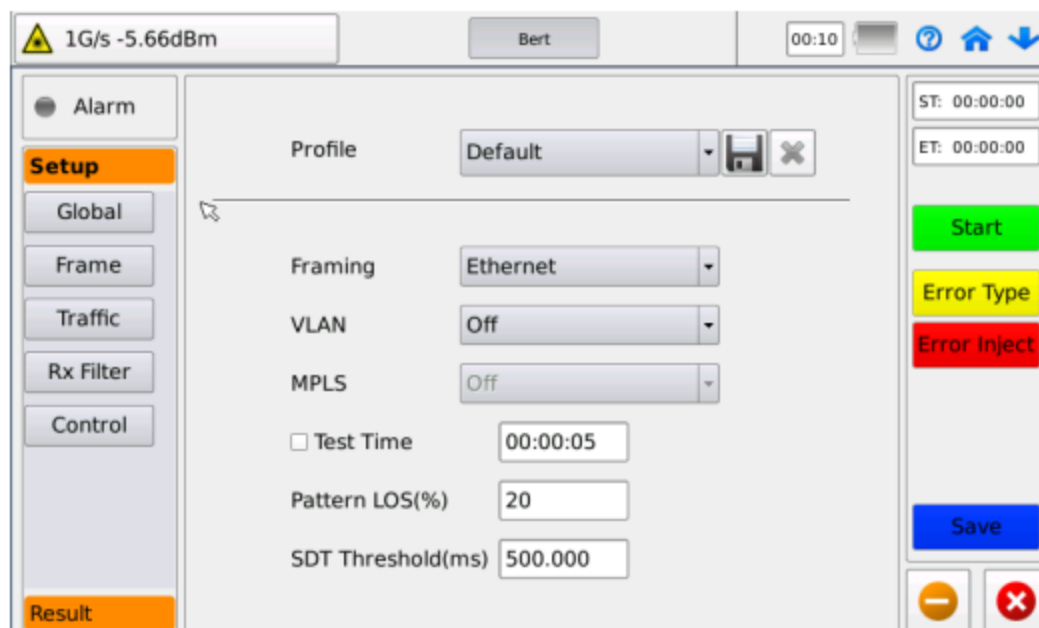 1G/s -5.66dBm
Bert
00:10
Alarm
Setup
Global
Frame
Traffic
Rx Filter
Control
Result
Profile
Default
Framing
Ethernet
VLAN
Off
MPLS
Off
Test Time
00:00:05
Pattern LOS(%)
20
SDT Threshold(ms)
500.000
ST: 00:00:00
ET: 00:00:00
Start
Error Type
Error Inject
Save